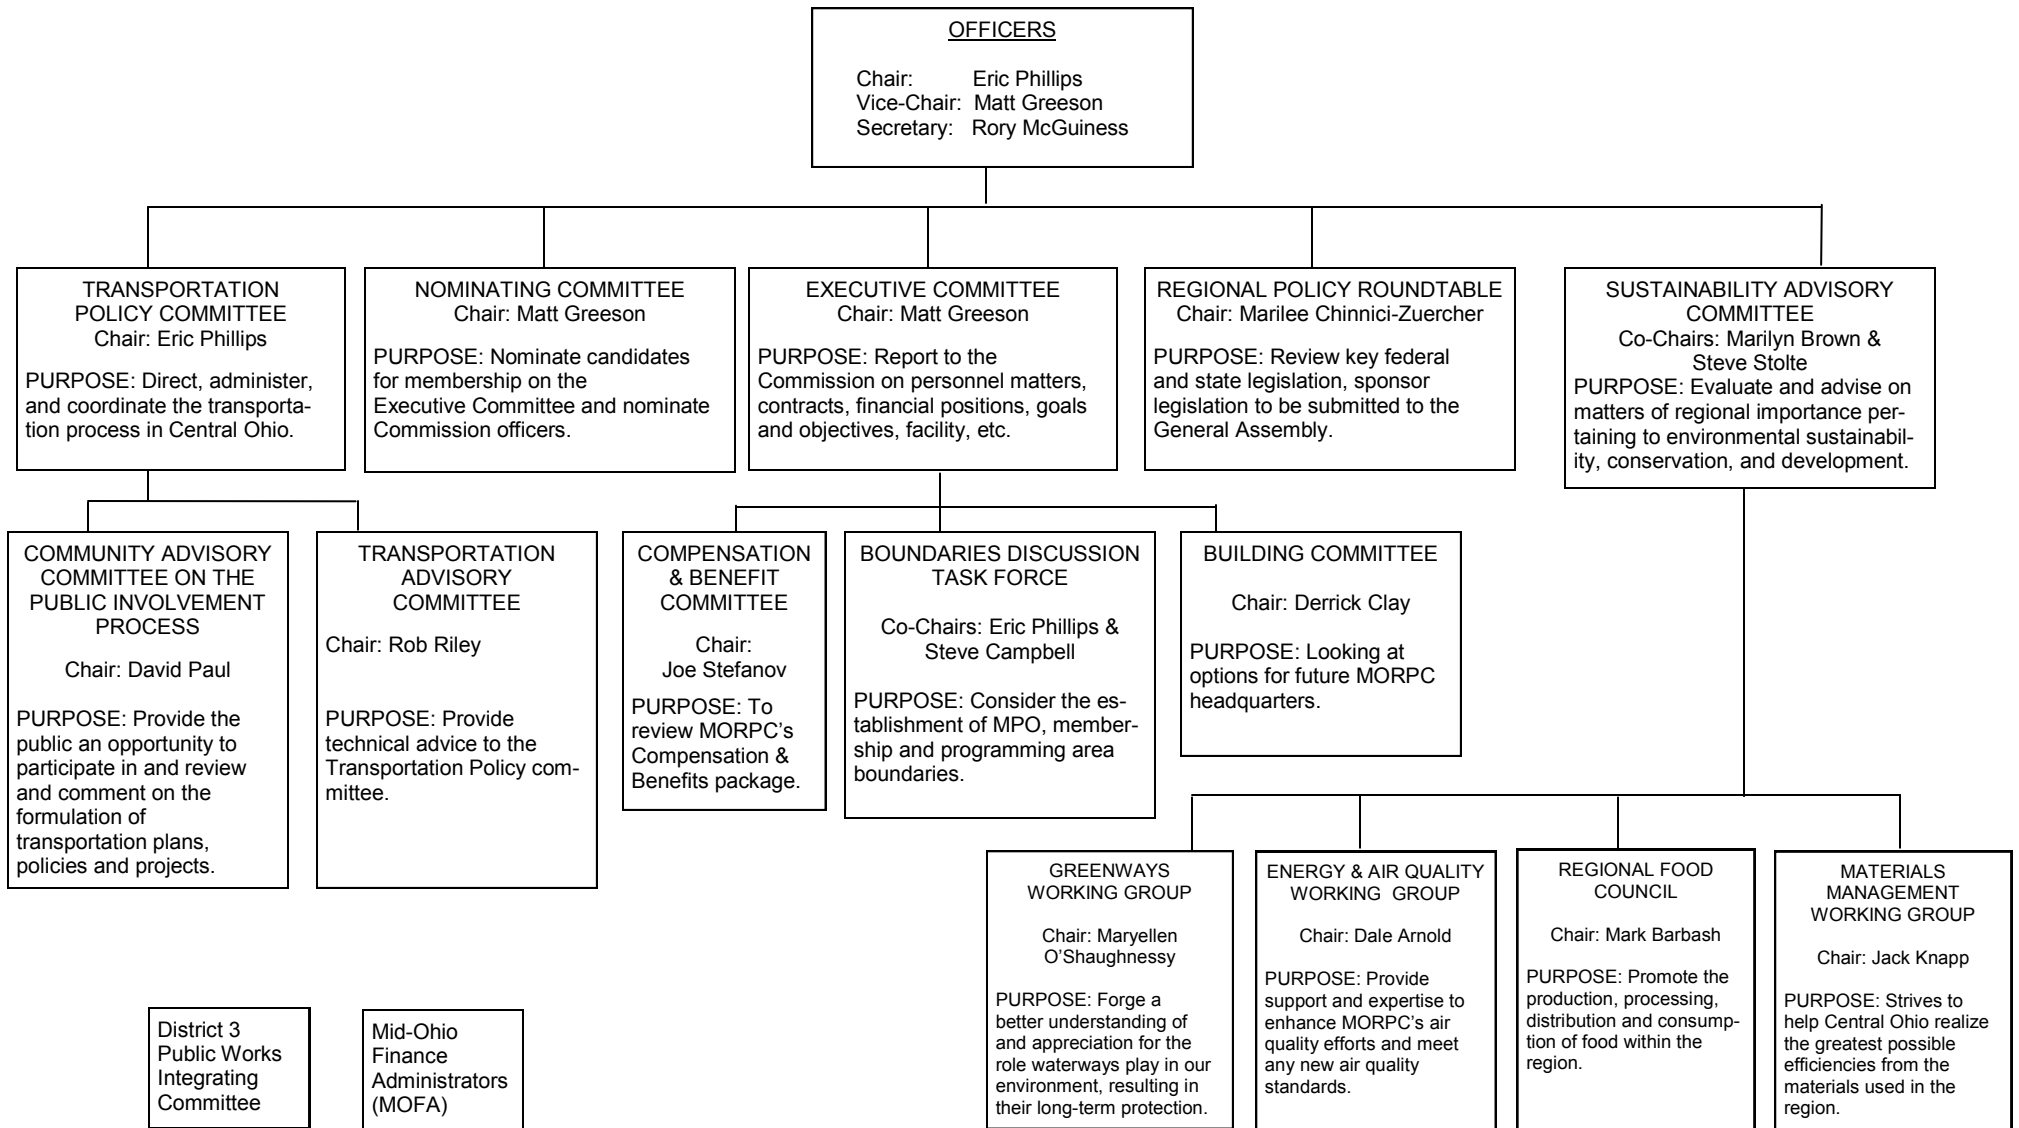 OFFICERS
Chair: Eric Phillips
Vice-Chair: Matt Greeson
Secretary: Rory McGuiness
TRANSPORTATION
POLICY COMMITTEE
Chair: Eric Phillips
PURPOSE: Direct, administer,
and coordinate the transporta-
tion process in Central Ohio.
NOMINATING COMMITTEE
Chair: Matt Greeson
PURPOSE: Nominate candidates
for membership on the
Executive Committee and nominate
Commission officers.
EXECUTIVE COMMITTEE
Chair: Matt Greeson
PURPOSE: Report to the
Commission on personnel matters,
contracts, financial positions, goals
and objectives, facility, etc.
REGIONAL POLICY ROUNDTABLE
Chair: Marilee Chinnici-Zuercher
PURPOSE: Review key federal
and state legislation, sponsor
legislation to be submitted to the
General Assembly.
SUSTAINABILITY ADVISORY
COMMITTEE
Co-Chairs: Marilyn Brown &
Steve Stolte
PURPOSE: Evaluate and advise on
matters of regional importance per-
taining to environmental sustainabil-
ity, conservation, and development.
COMMUNITY ADVISORY
COMMITTEE ON THE
PUBLIC INVOLVEMENT
PROCESS
Chair: David Paul
PURPOSE: Provide the
public an opportunity to
participate in and review
and comment on the
formulation of
transportation plans,
policies and projects.
TRANSPORTATION
ADVISORY
COMMITTEE
Chair: Rob Riley
PURPOSE: Provide
technical advice to the
Transportation Policy com-
mittee.
COMPENSATION
& BENEFIT
COMMITTEE
Chair:
Joe Stefanov
PURPOSE: To
review MORPC’s
Compensation &
Benefits package.
BOUNDARIES DISCUSSION
TASK FORCE
Co-Chairs: Eric Phillips &
Steve Campbell
PURPOSE: Consider the es-
tablishment of MPO, member-
ship and programming area
boundaries.
BUILDING COMMITTEE
Chair: Derrick Clay
PURPOSE: Looking at
options for future MORPC
headquarters.
GREENWAYS
WORKING GROUP
Chair: Maryellen
O’Shaughnessy
PURPOSE: Forge a
better understanding of
and appreciation for the
role waterways play in our
environment, resulting in
their long-term protection.
ENERGY & AIR QUALITY
WORKING GROUP
Chair: Dale Arnold
PURPOSE: Provide
support and expertise to
enhance MORPC’s air
quality efforts and meet
any new air quality
standards.
REGIONAL FOOD
COUNCIL
Chair: Mark Barbash
PURPOSE: Promote the
production, processing,
distribution and consump-
tion of food within the
region.
MATERIALS
MANAGEMENT
WORKING GROUP
Chair: Jack Knapp
PURPOSE: Strives to
help Central Ohio realize
the greatest possible
efficiencies from the
materials used in the
region.
District 3
Public Works
Integrating
Committee
Mid-Ohio
Finance
Administrators
(MOFA)